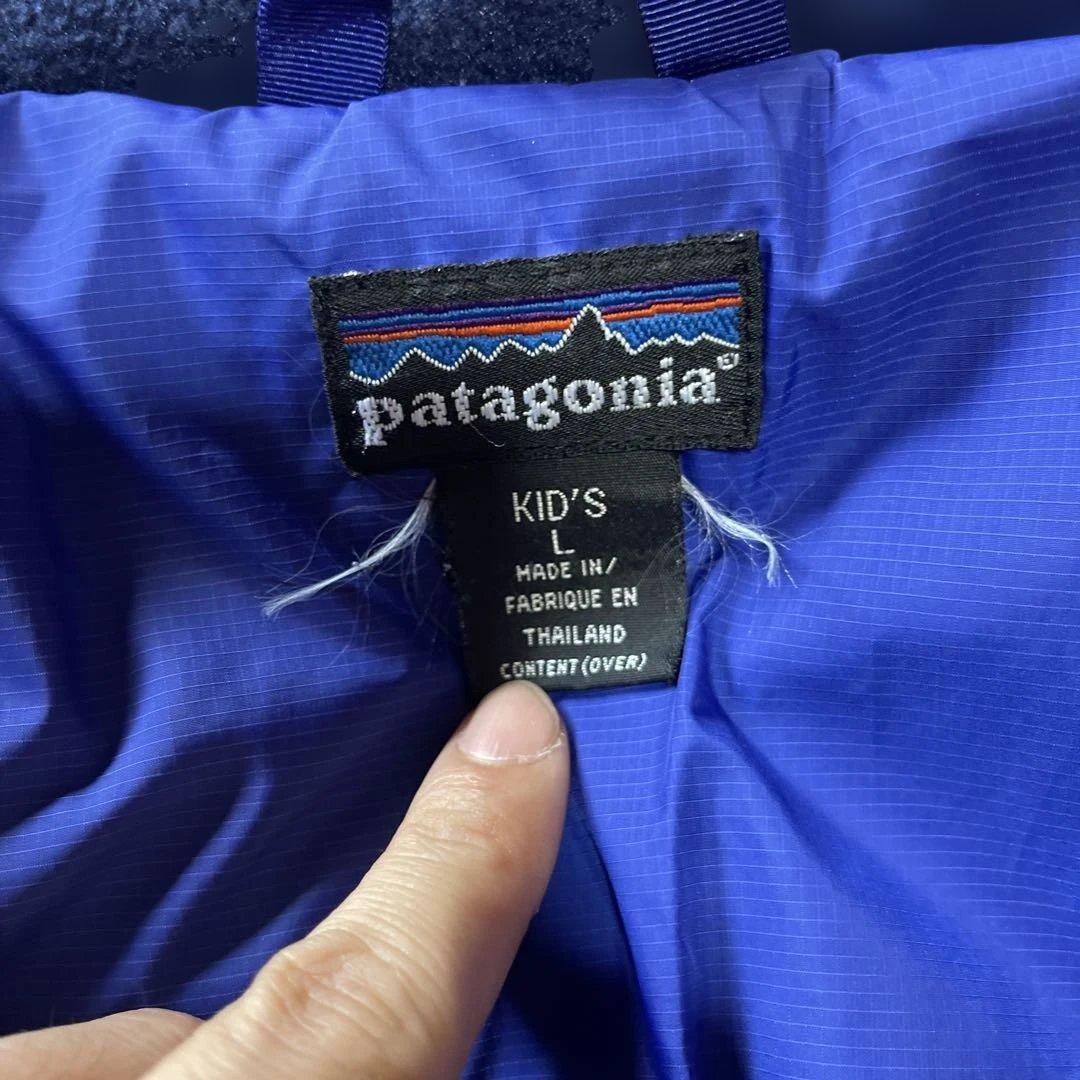 patagonia®
KID'S
L
MADE IN/
FABRIQUE EN
THAILAND
CONTENT (OVER)